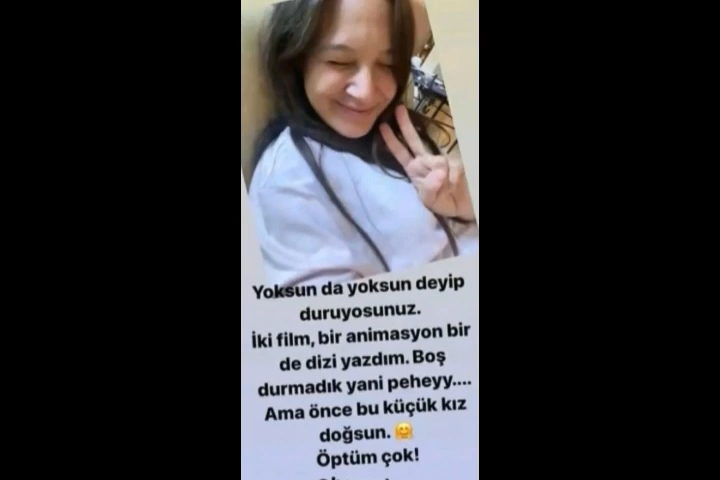 Yoksun da yoksun deyip
duruyosunuz.
İki film, bir animasyon bir
de dizi yazdım. Boş
durmadık yani peheyy....
Ama önce bu küçük kız
doğsun. 🤗
Öptüm çok!